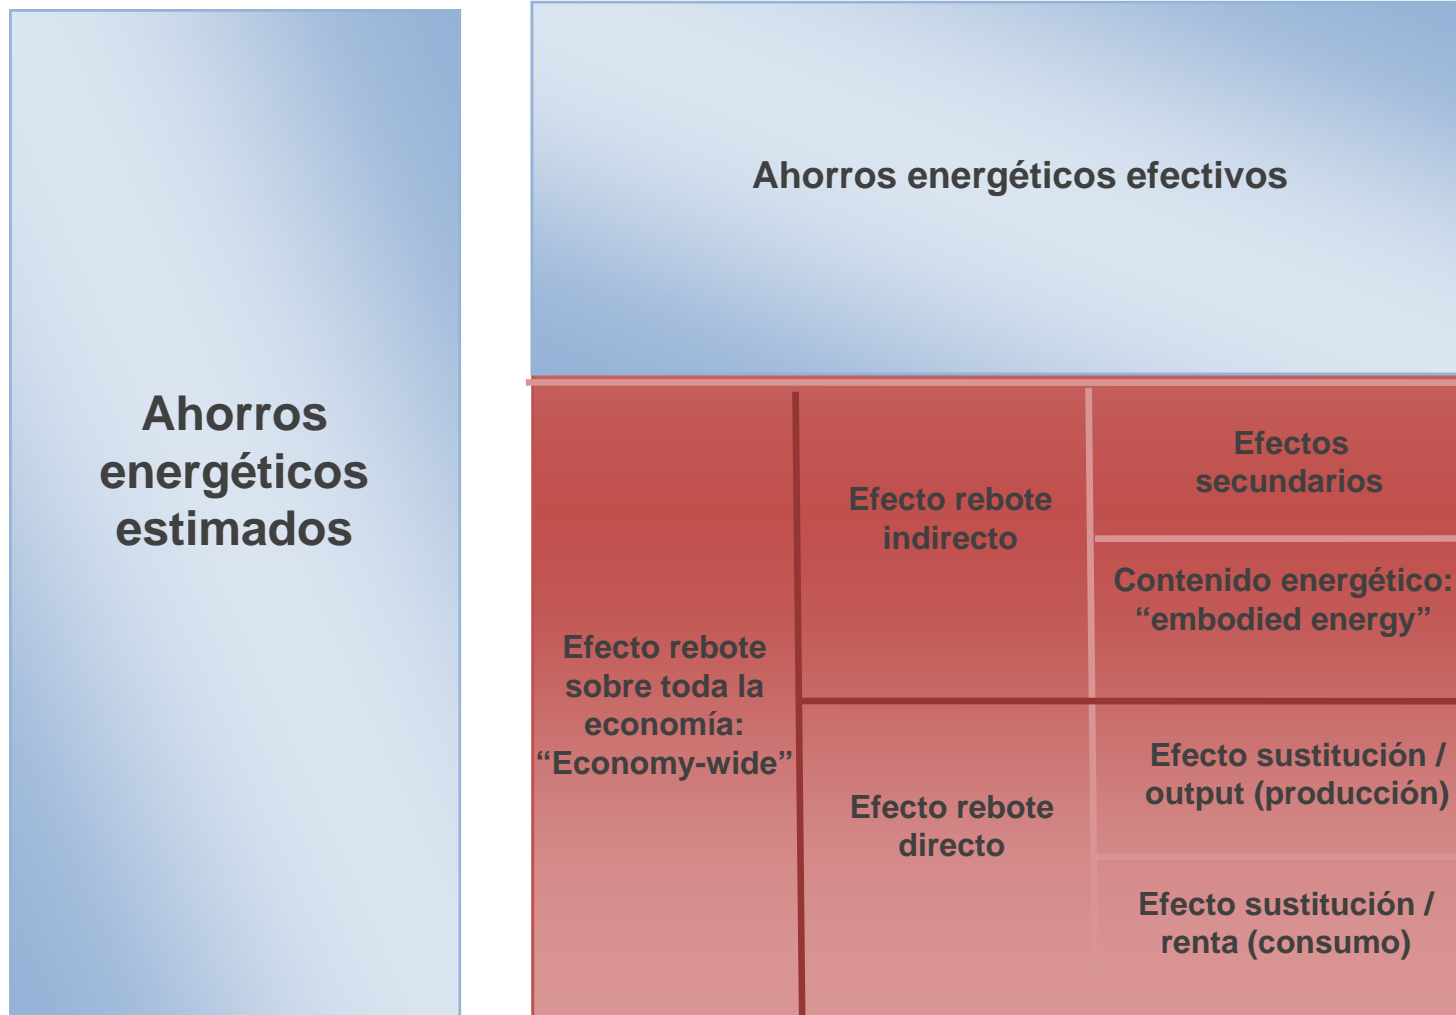 Ahorros
energéticos
estimados
Ahorros energéticos efectivos
Efecto rebote
sobre toda la
economía:
“Economy-wide”
Efecto rebote
indirecto
Efectos
secundarios
Contenido energético:
“embodied energy”
Efecto rebote
directo
Efecto sustitución /
output (producción)
Efecto sustitución /
renta (consumo)